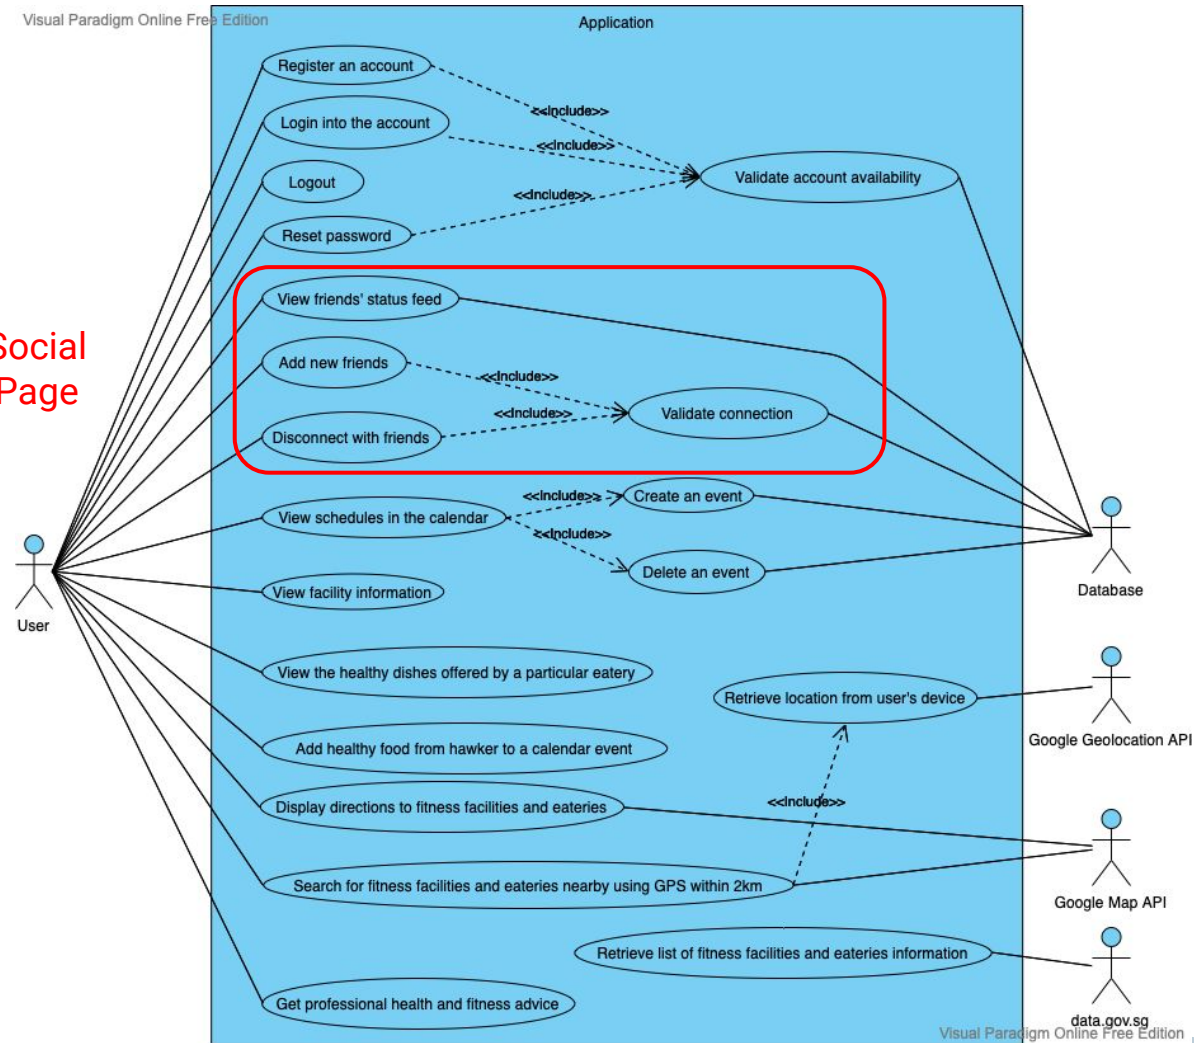 Visual Paradigm Online Free Edition
Application
Register an account
<<Include>>
Login into the account
<<Include>>
Validate account availability
Logout
<<Include>>
Reset password
View friends' status feed
Social
Page
Add new friends
<<Include>>
<<Include>>
Validate connection
Disconnect with friends
<<Include>>
Create an event
View schedules in the calendar
<<Include>>
Delete an event
Database
View facility information
User
View the healthy dishes offered by a particular eatery
Retrieve location from user's device
Google Geolocation API
Add healthy food from hawker to a calendar event
<<Include>>
Display directions to fitness facilities and eateries
Search for fitness facilities and eateries nearby using GPS within 2km
Google Map API
Retrieve list of fitness facilities and eateries information
Get professional health and fitness advice
data.gov.sg
Visual Paradigm Online Free Edition